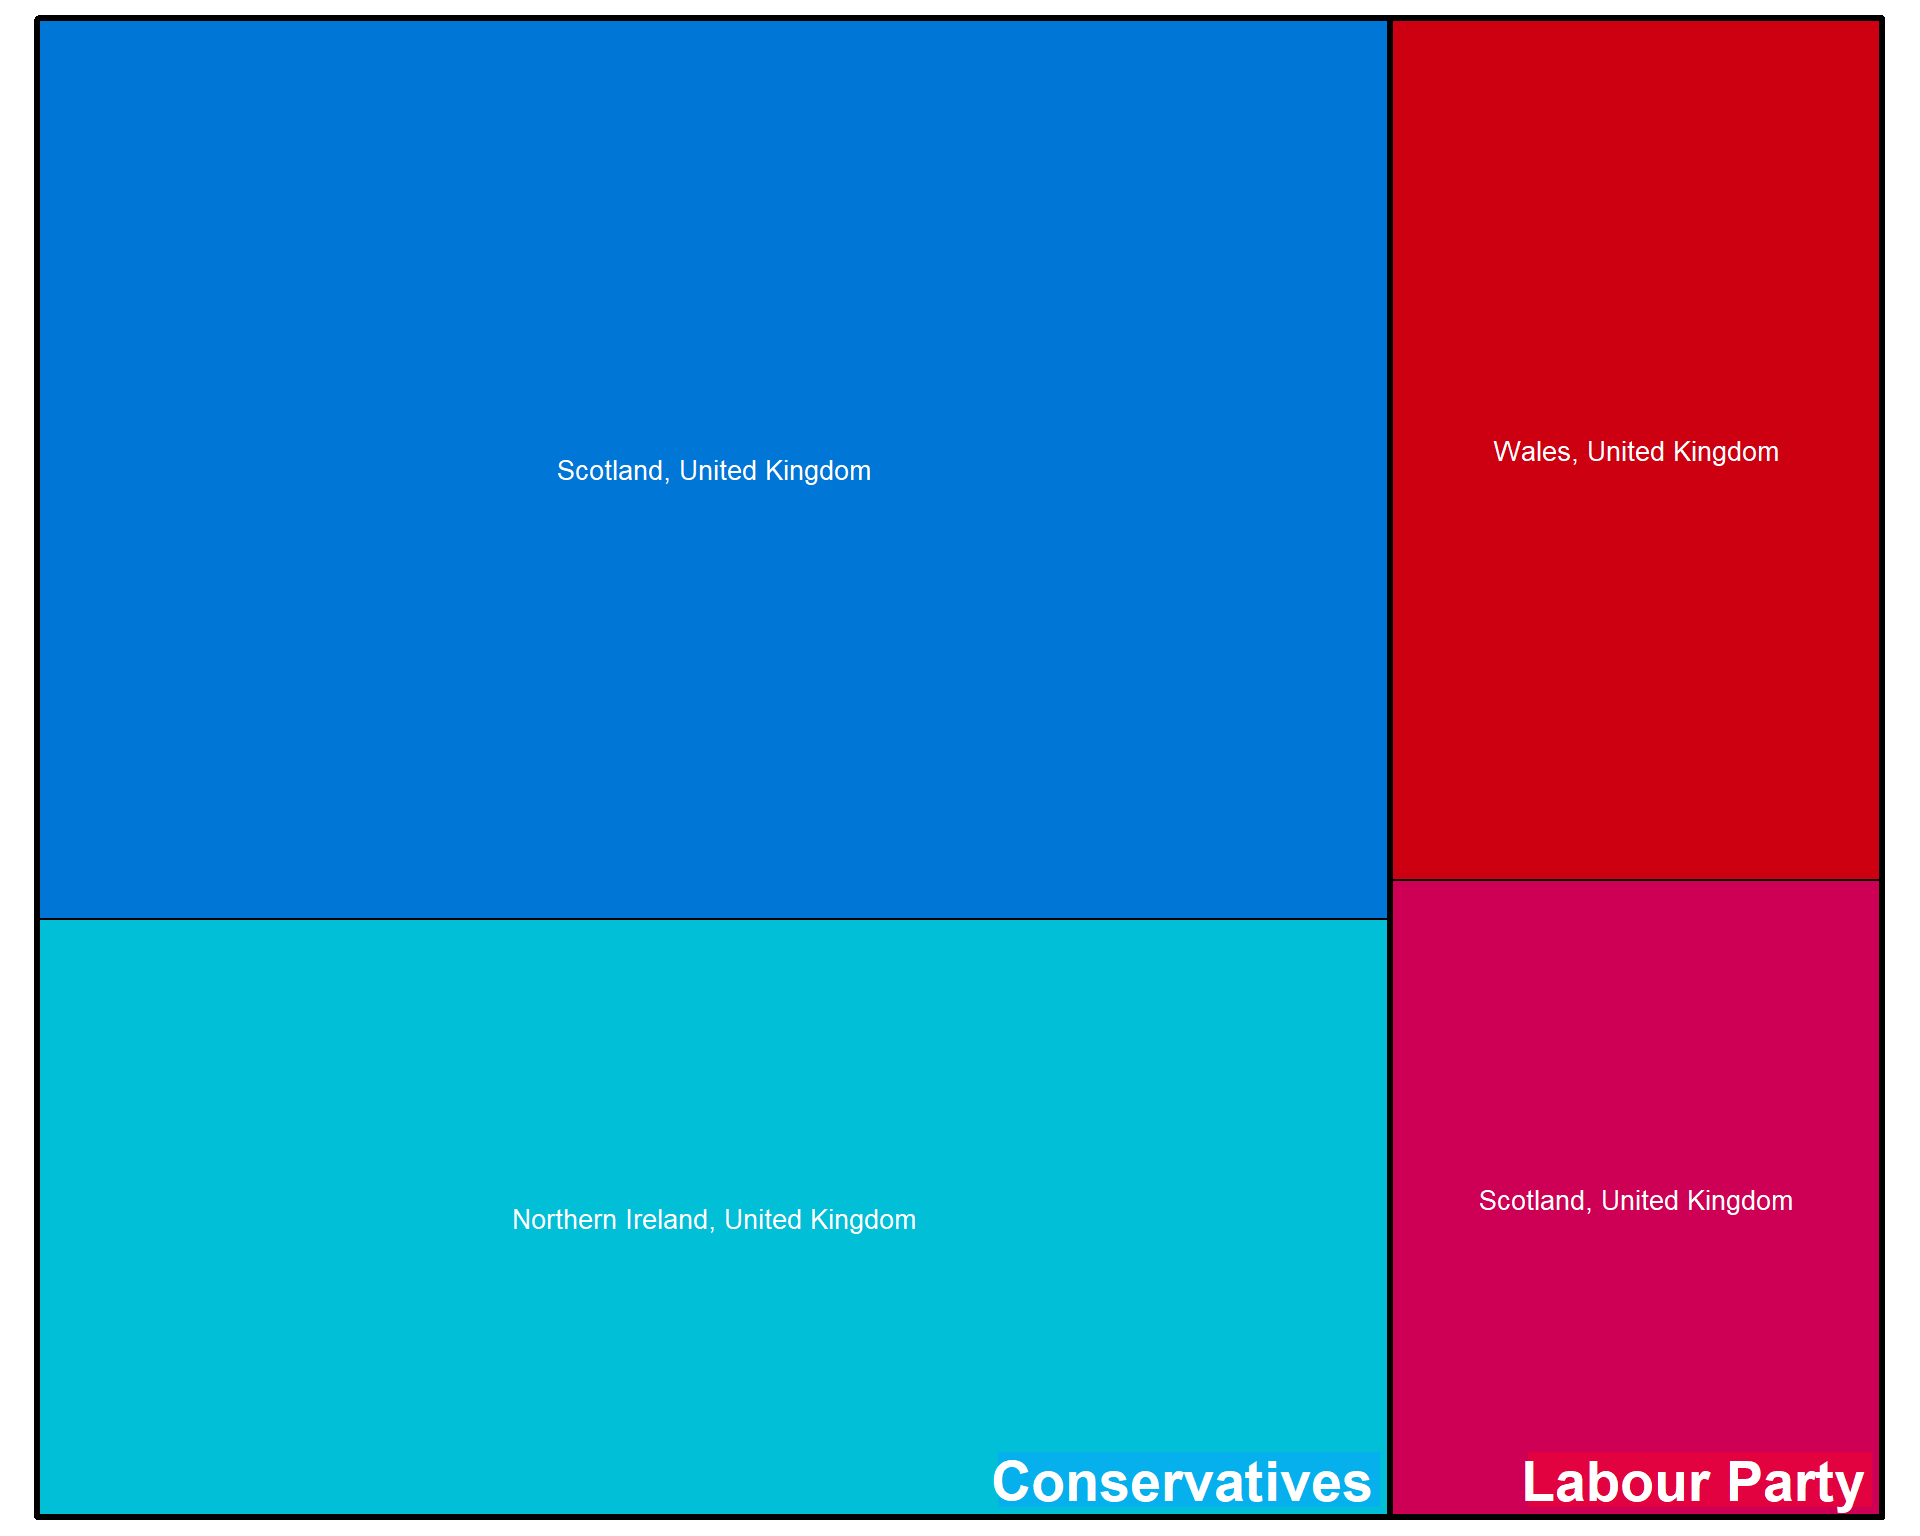 Scotland, United Kingdom
Wales, United Kingdom
Northern Ireland, United Kingdom
Scotland, United Kingdom
Conservatives
Labour Party